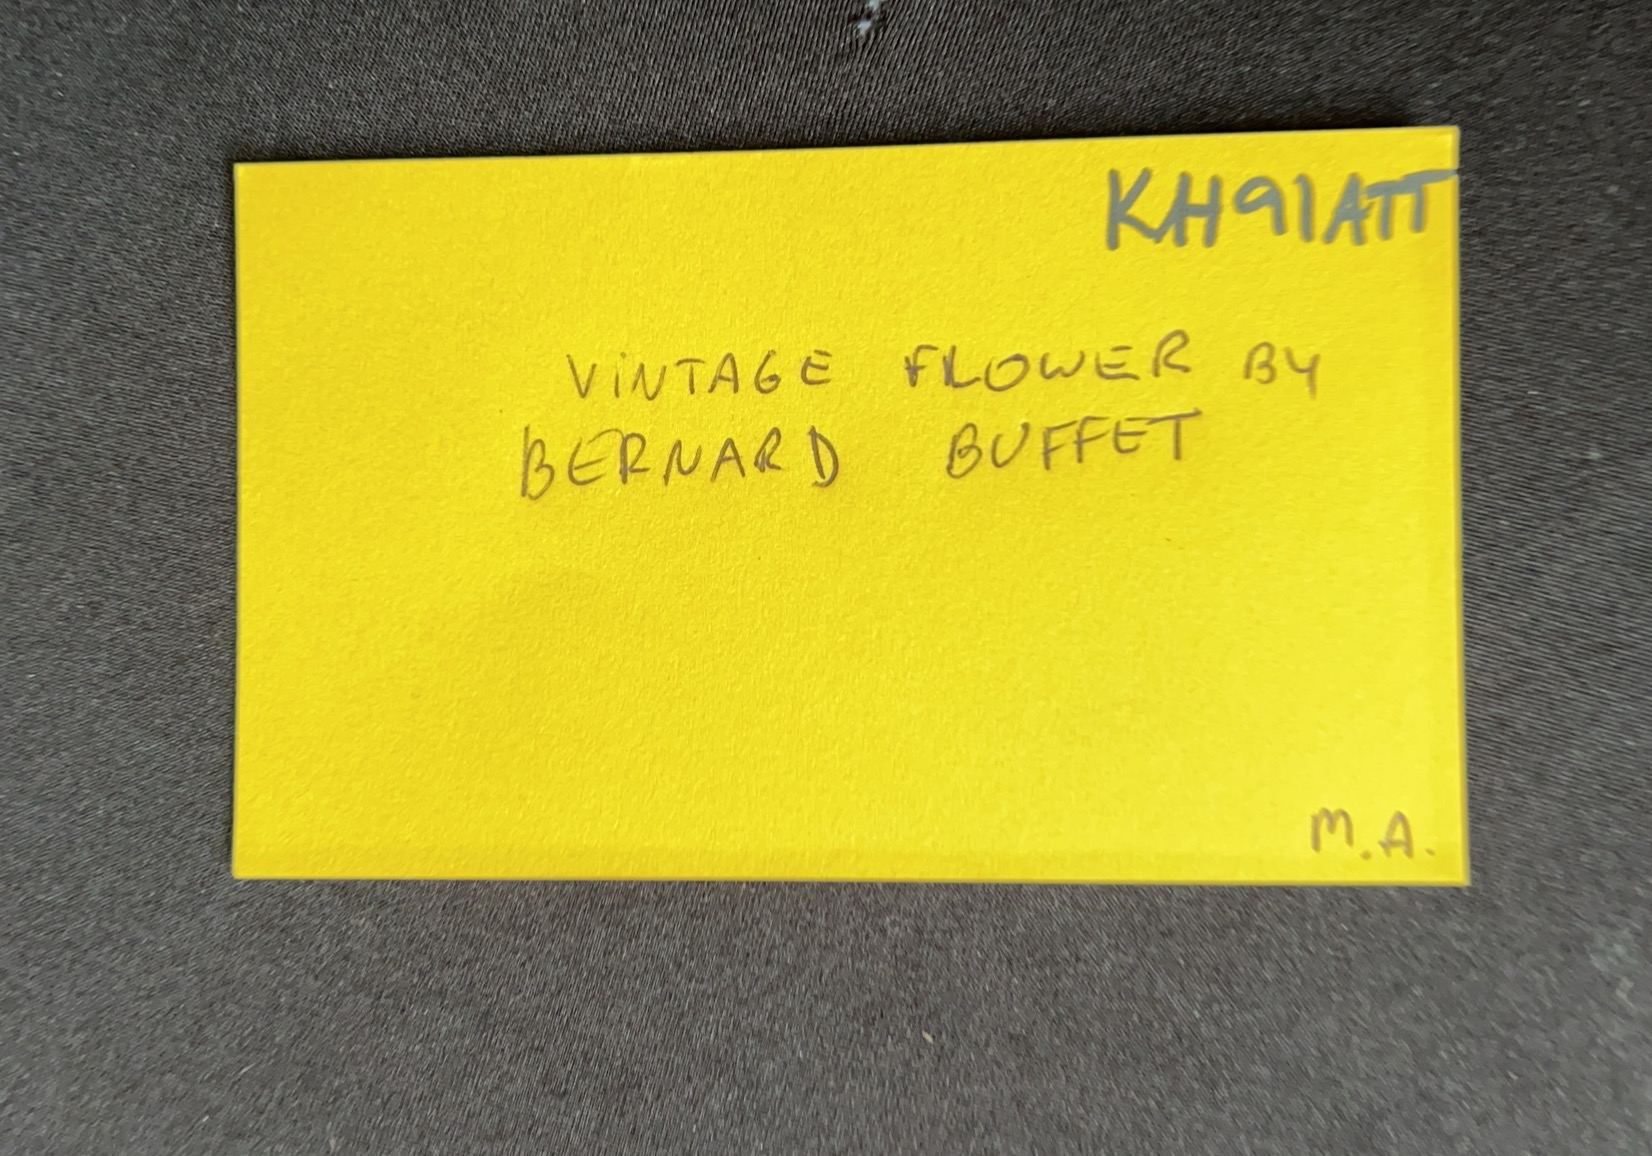 KH91ATT
VINTAGE FLOWER BY
BERNARD BUFFET
M.A.